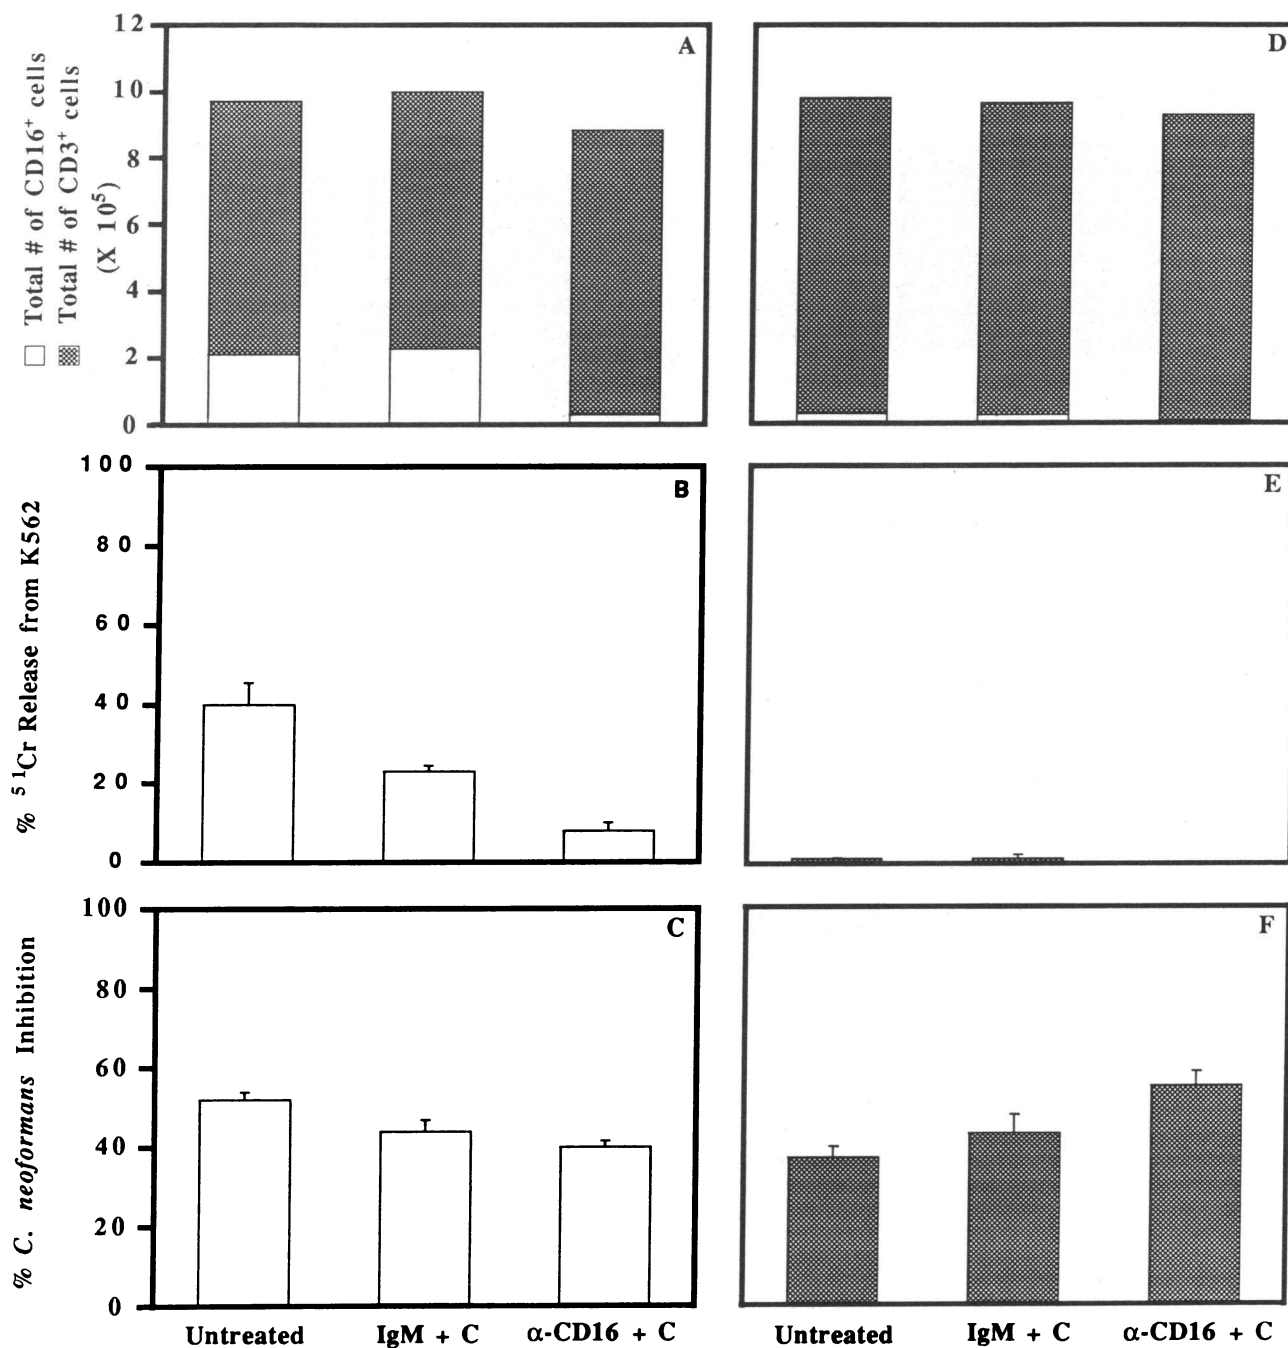 □ Total # of CD16⁺ cells
▩ Total # of CD3⁺ cells
(X 10⁵)
12
10
8
6
4
2
0
A
D
% ⁵¹Cr Release from K562
100
80
60
40
20
0
B
E
% C. neoformans Inhibition
100
80
60
40
20
0
C
F
Untreated IgM + C α-CD16 + C
Untreated IgM + C α-CD16 + C